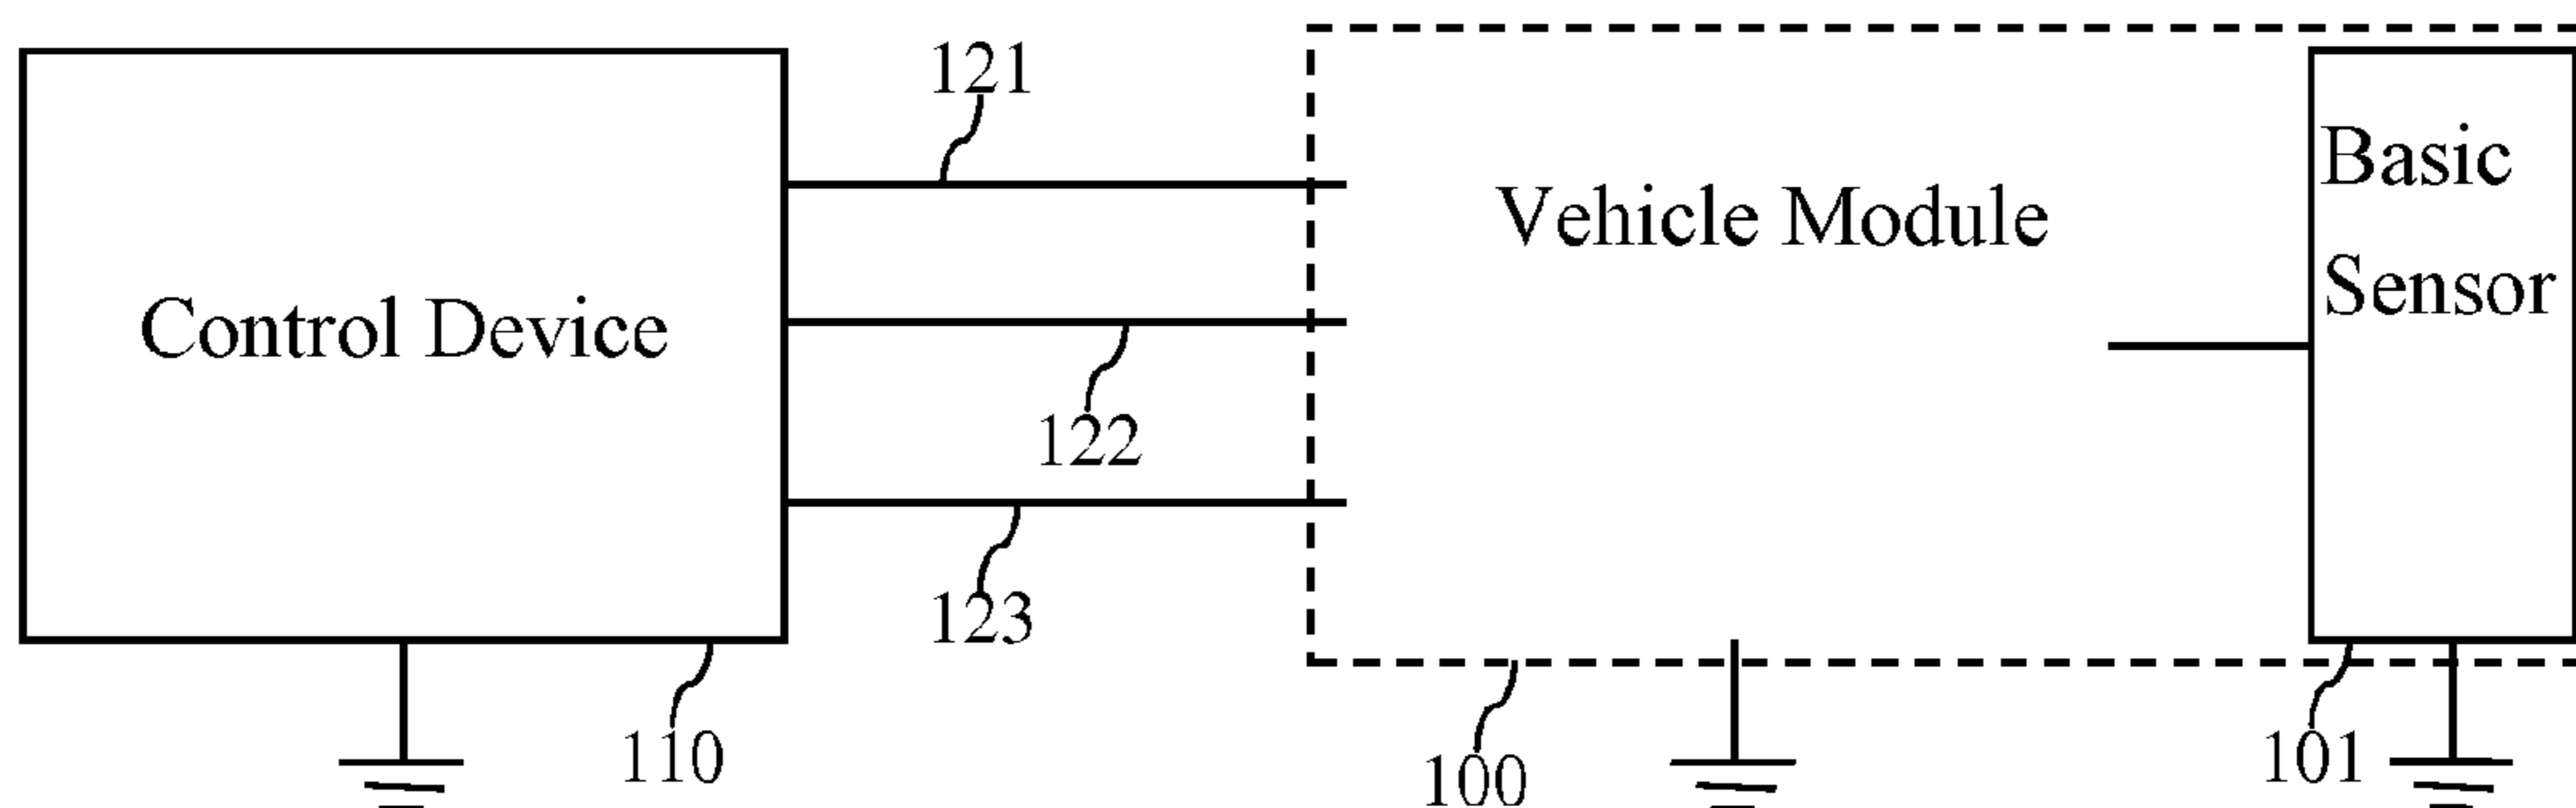 121
Basic
Vehicle Module
Sensor
Control Device
122
123
110
100
101